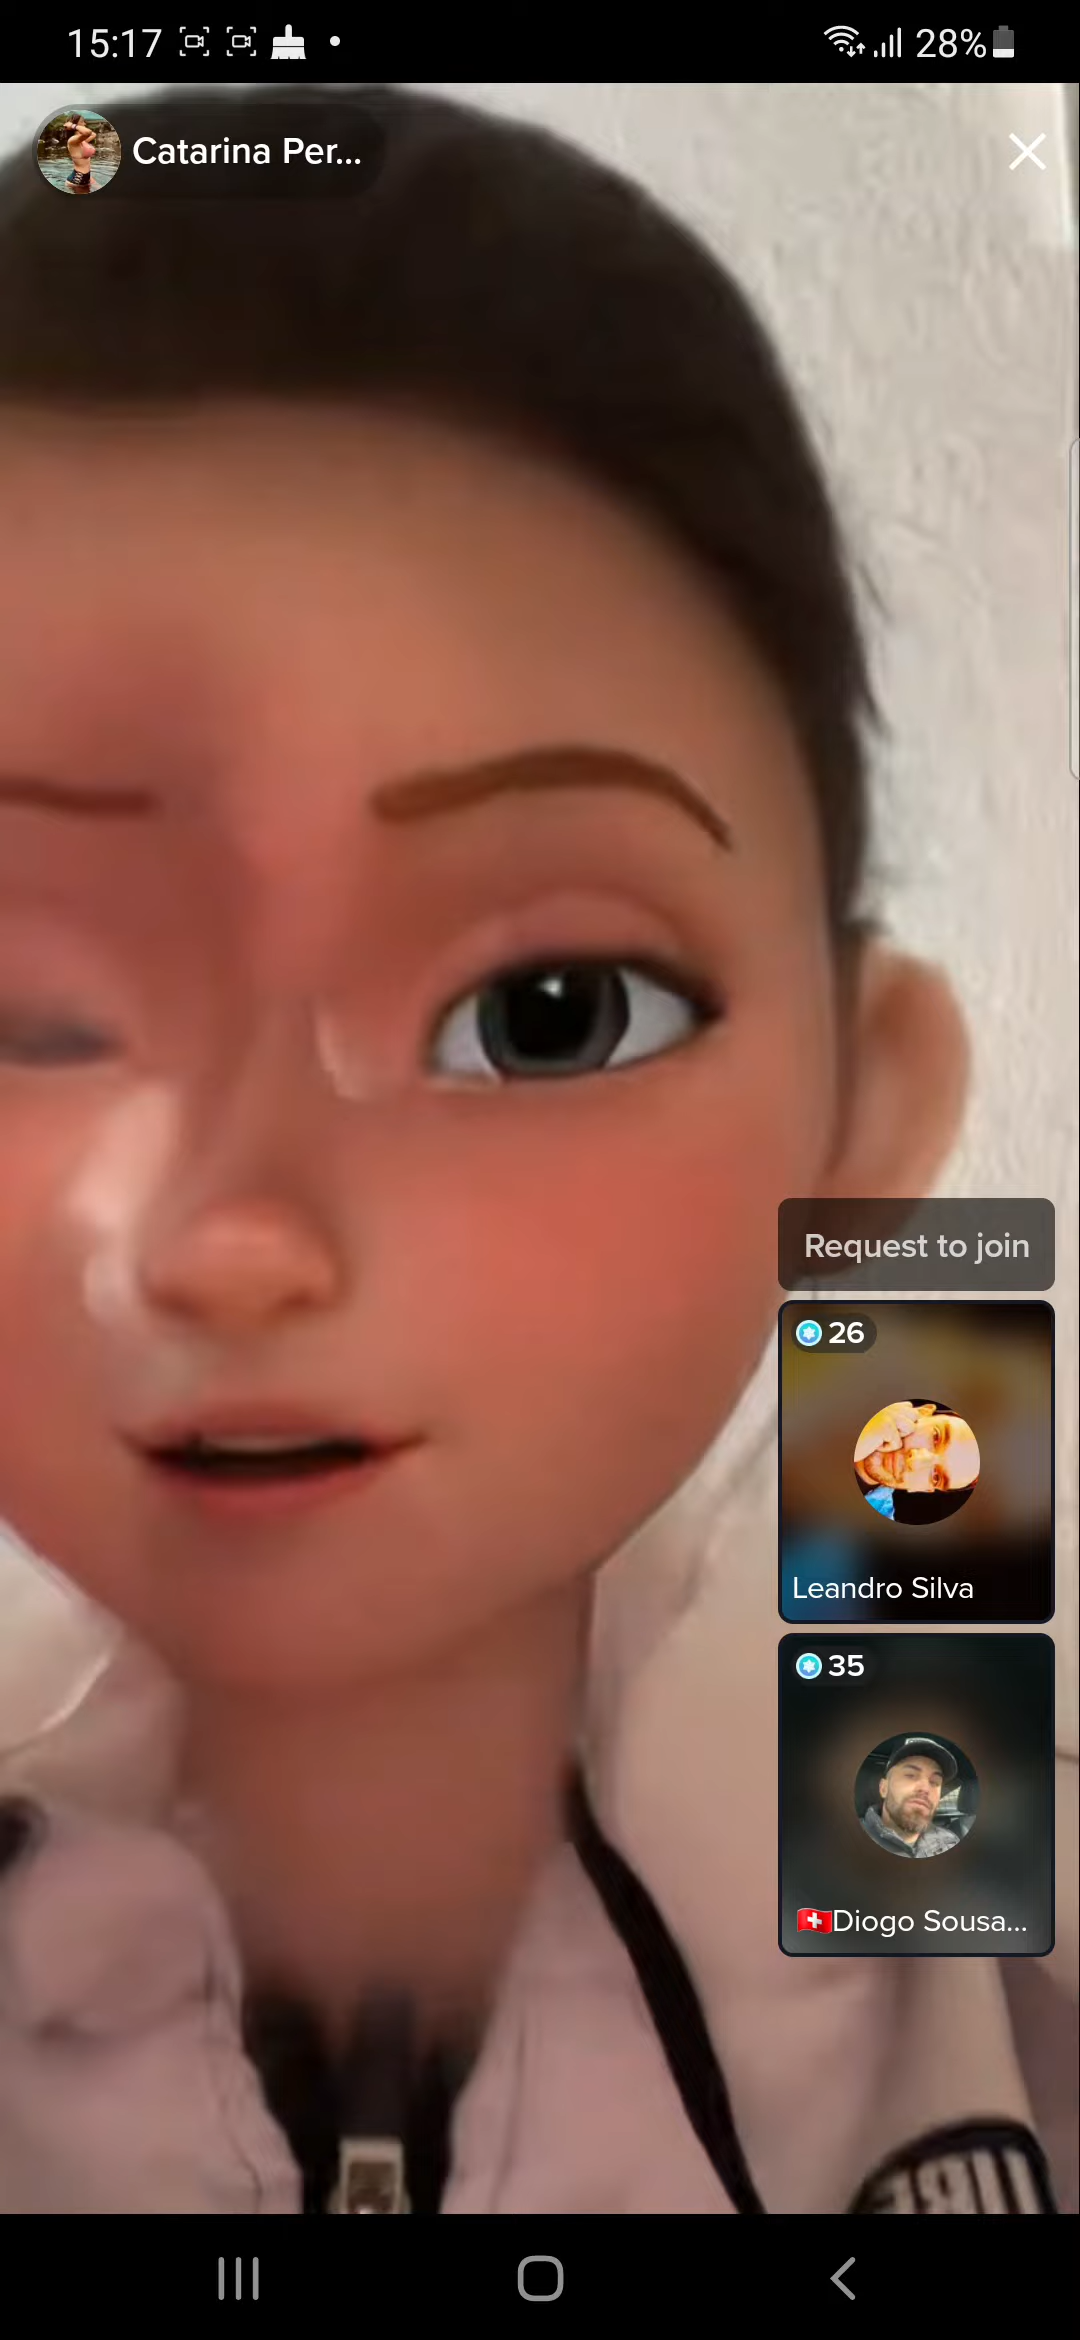 15:17
28%
Catarina Per...
Request to join
26
Leandro Silva
35
🇨🇭Diogo Sousa...